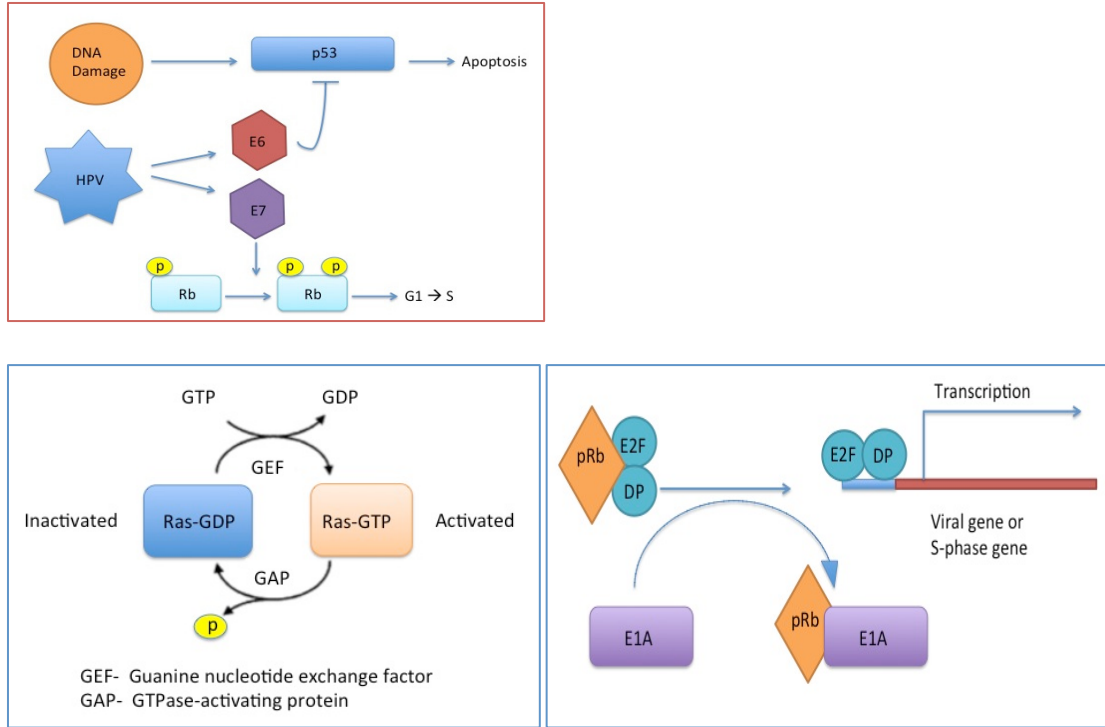 DNA
Damage
p53
Apoptosis
E6
HPV
E7
p
p
p
Rb
Rb
G1 → S
GTP
GDP
GEF
Inactivated
Ras-GDP
Ras-GTP
Activated
GAP
p
GEF- Guanine nucleotide exchange factor
GAP- GTPase-activating protein
Transcription
pRb
E2F
DP
E2F
DP
Viral gene or
S-phase gene
E1A
pRb
E1A